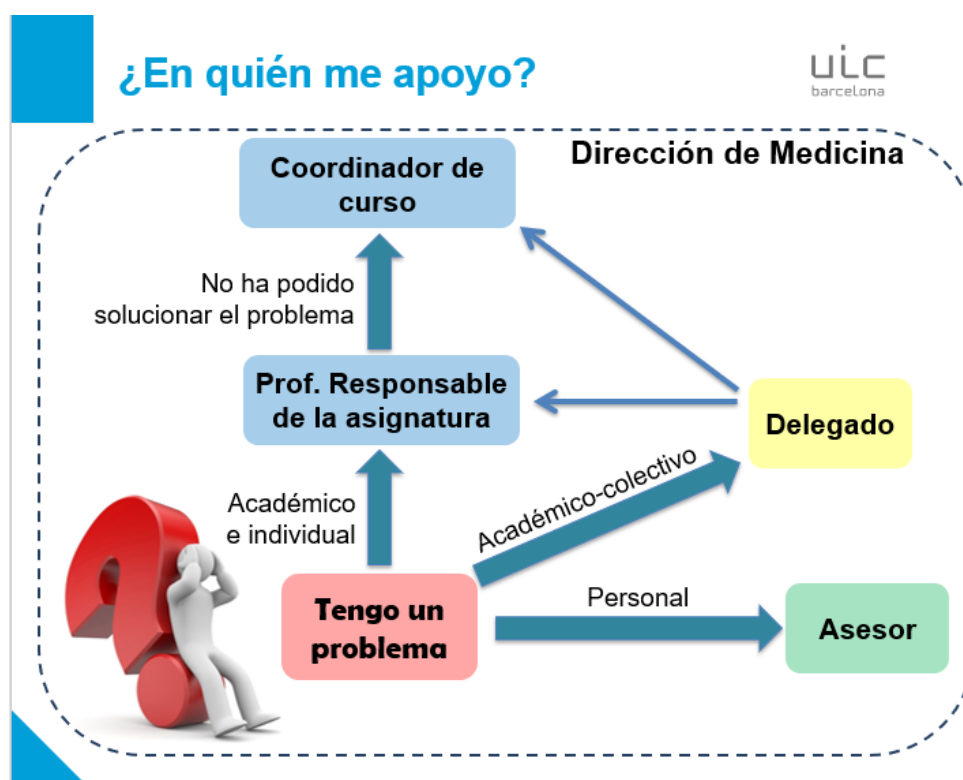 ¿En quién me apoyo?
uic
barcelona
Dirección de Medicina
Coordinador de
curso
No ha podido
solucionar el problema
Prof. Responsable
de la asignatura
Delegado
Académico
e individual
Académico-colectivo
Tengo un
problema
Personal
Asesor